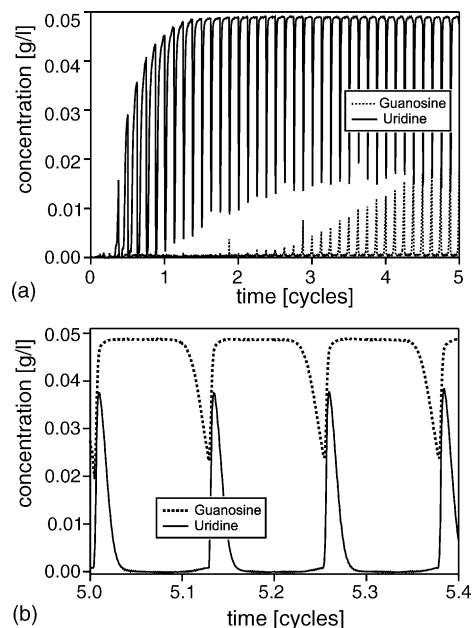 concentration [g/l]
0.05
0.04
0.03
0.02
0.01
0.00
Guanosine
Uridine
0 1 2 3 4 5
(a) time [cycles]
concentration [g/l]
0.05
0.04
0.03
0.02
0.01
0.00
Guanosine
Uridine
5.0 5.1 5.2 5.3 5.4
(b) time [cycles]